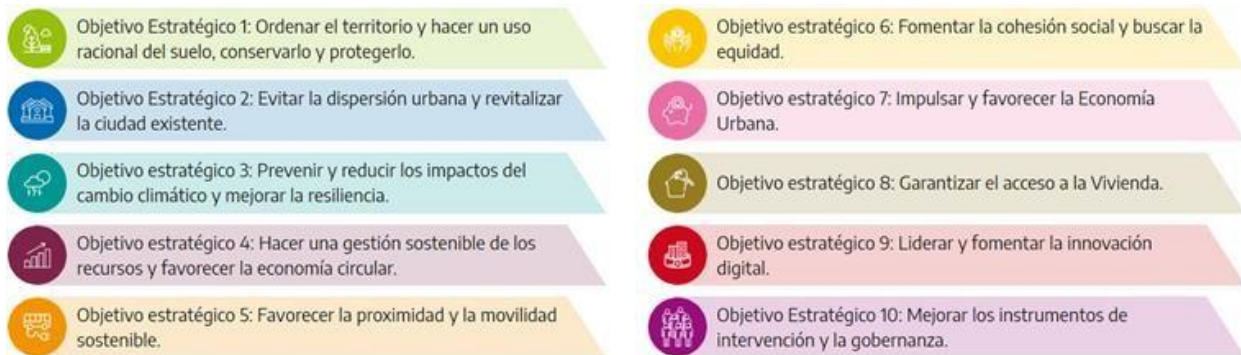 Objetivo Estratégico 1: Ordenar el territorio y hacer un uso
racional del suelo, conservarlo y protegerlo.
Objetivo Estratégico 2: Evitar la dispersión urbana y revitalizar
la ciudad existente.
Objetivo estratégico 3: Prevenir y reducir los impactos del
cambio climático y mejorar la resiliencia.
Objetivo estratégico 4: Hacer una gestión sostenible de los
recursos y favorecer la economía circular.
Objetivo estratégico 5: Favorecer la proximidad y la movilidad
sostenible.
Objetivo estratégico 6: Fomentar la cohesión social y buscar la
equidad.
Objetivo estratégico 7: Impulsar y favorecer la Economía
Urbana.
Objetivo estratégico 8: Garantizar el acceso a la Vivienda.
Objetivo estratégico 9: Liderar y fomentar la innovación
digital.
Objetivo Estratégico 10: Mejorar los instrumentos de
intervención y la gobernanza.